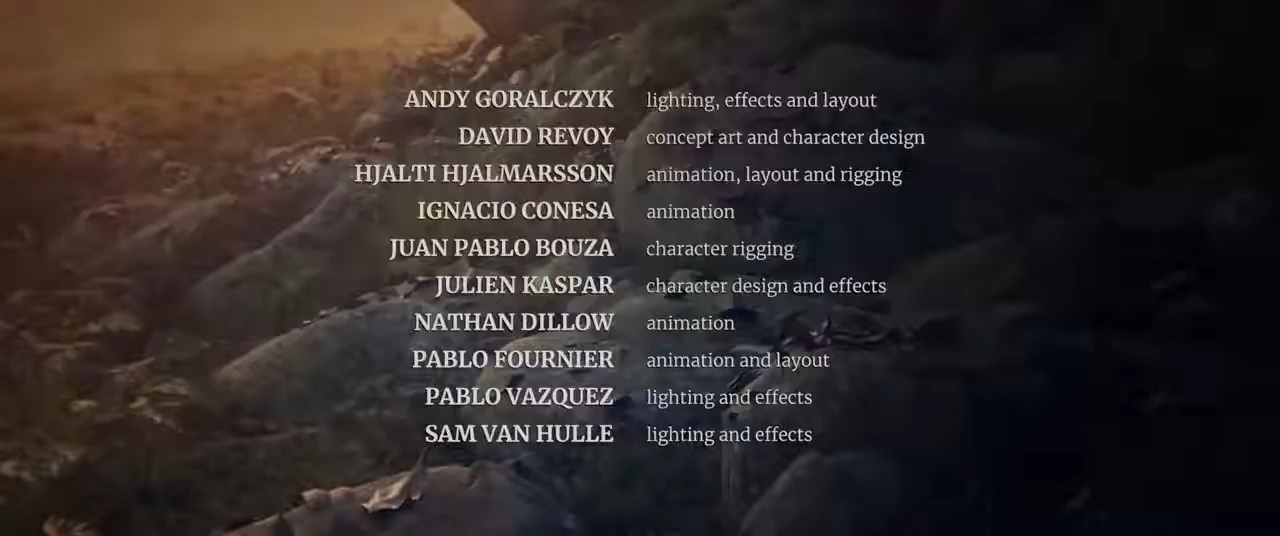 ANDY GORALCZYK lighting, effects and layout
DAVID REVOY concept art and character design
HJALTI HJALMARSSON animation, layout and rigging
IGNACIO CONESA animation
JUAN PABLO BOUZA character rigging
JULIEN KASPAR character design and effects
NATHAN DILLOW animation
PABLO FOURNIER animation and layout
PABLO VAZQUEZ lighting and effects
SAM VAN HULLE lighting and effects